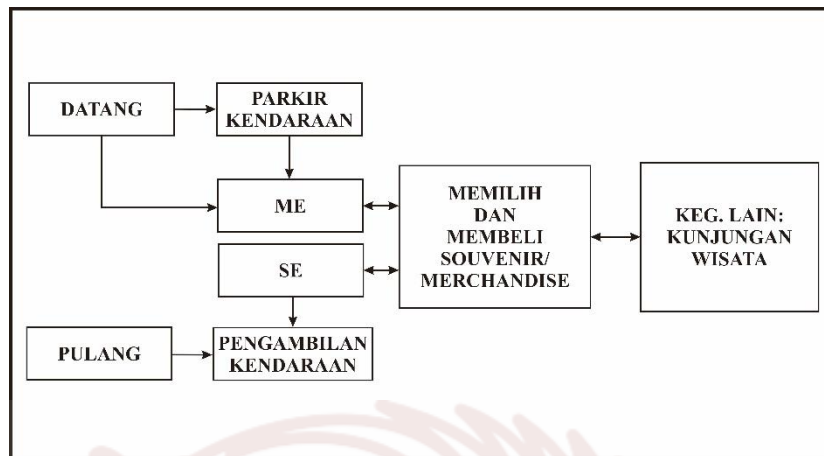 DATANG
PARKIR
KENDARAAN
ME
SE
MEMILIH
DAN
MEMBELI
SOUVENIR/
MERCHANDISE
KEG. LAIN:
KUNJUNGAN
WISATA
PULANG
PENGAMBILAN
KENDARAAN